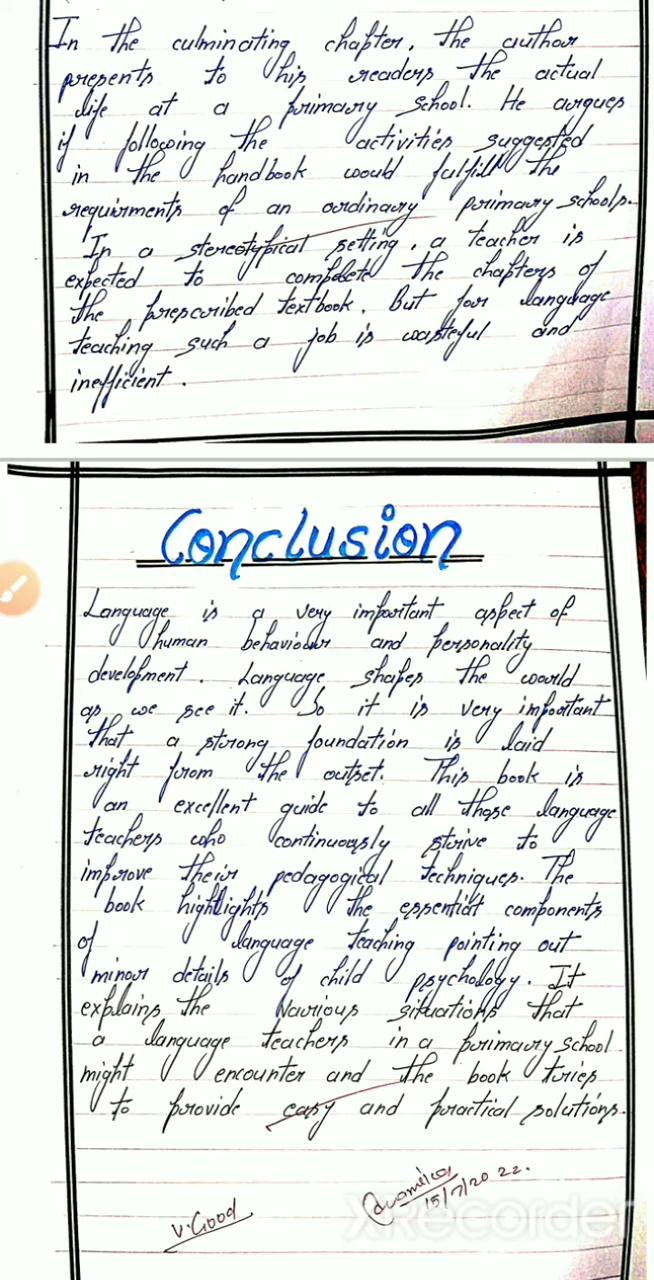 In the culminating chapter, the author
presents to his readers the actual
life at a primary school. He argues
if following the activities suggested
in the handbook would fulfill the
requirments of an ordinary primary schools.
In a stereotypical setting, a teacher is
expected to complete the chapters of
the prescribed textbook. But for language
teaching such a job is wasteful and
inefficient.
Conclusion
Language is a very important aspect of
human behaviour and personality
development. Language shapes the world
as we see it. So it is very important
that a strong foundation is laid
right from the outset. This book is
an excellent guide to all those language
teachers who continuously strive to
improve their pedagogical techniques. The
book highlights the essential components
of language teaching pointing out
minor details of child psychology. It
explains the various situations that
a language teachers in a primary school
might encounter and the book tries
to provide easy and practical solutions.
V. Good
15/7/2022.
XRecorder